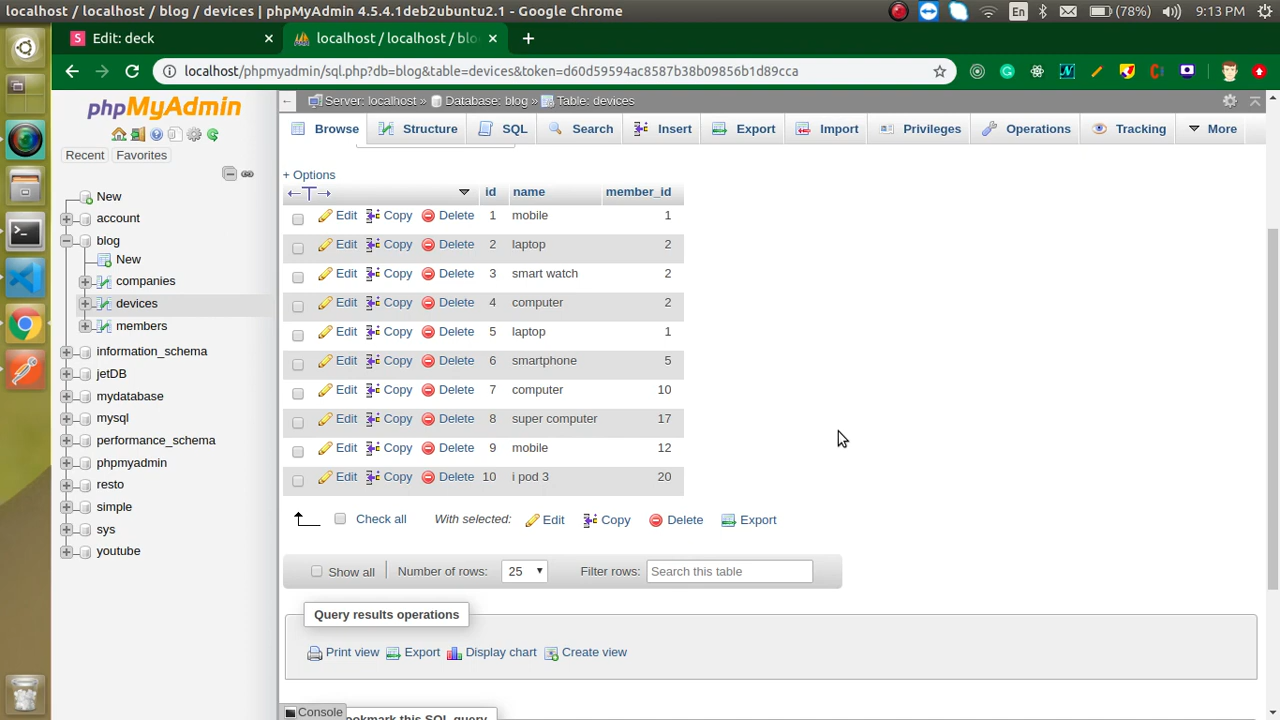 localhost / localhost / blog / devices | phpMyAdmin 4.5.4.1deb2ubuntu2.1 - Google Chrome
En (78%) 9:13 PM
Edit: deck
localhost / localhost / blo
localhost/phpmyadmin/sql.php?db=blog&table=devices&token=d60d59594ac8587b38b09856b1d89cca
phpMyAdmin
Recent Favorites
New
account
blog
New
companies
devices
members
information_schema
jetDB
mydatabase
mysql
performance_schema
phpmyadmin
resto
simple
sys
youtube
Server: localhost » Database: blog » Table: devices
Browse Structure SQL Search Insert Export Import Privileges Operations Tracking More
+ Options
id name member_id
Edit Copy Delete 1 mobile 1
Edit Copy Delete 2 laptop 2
Edit Copy Delete 3 smart watch 2
Edit Copy Delete 4 computer 2
Edit Copy Delete 5 laptop 1
Edit Copy Delete 6 smartphone 5
Edit Copy Delete 7 computer 10
Edit Copy Delete 8 super computer 17
Edit Copy Delete 9 mobile 12
Edit Copy Delete 10 i pod 3 20
Check all With selected: Edit Copy Delete Export
Show all Number of rows: 25 Filter rows: Search this table
Query results operations
Print view Export Display chart Create view
Console
ookmark this SQL query